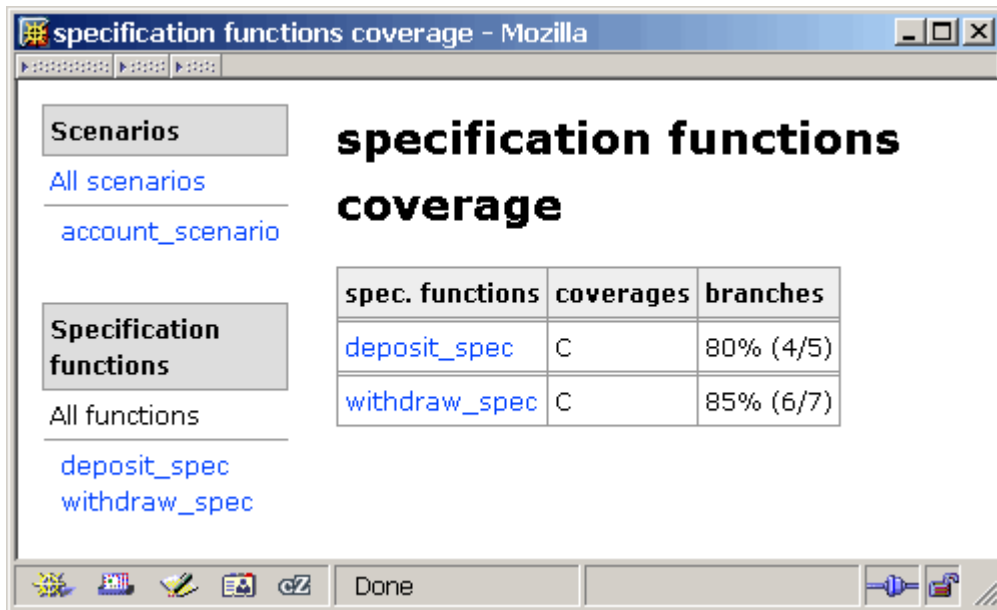 specification functions coverage - Mozilla
Scenarios
All scenarios
account_scenario
Specification
functions
All functions
deposit_spec
withdraw_spec
specification functions
coverage
spec. functions coverages branches
deposit_spec C 80% (4/5)
withdraw_spec C 85% (6/7)
Done